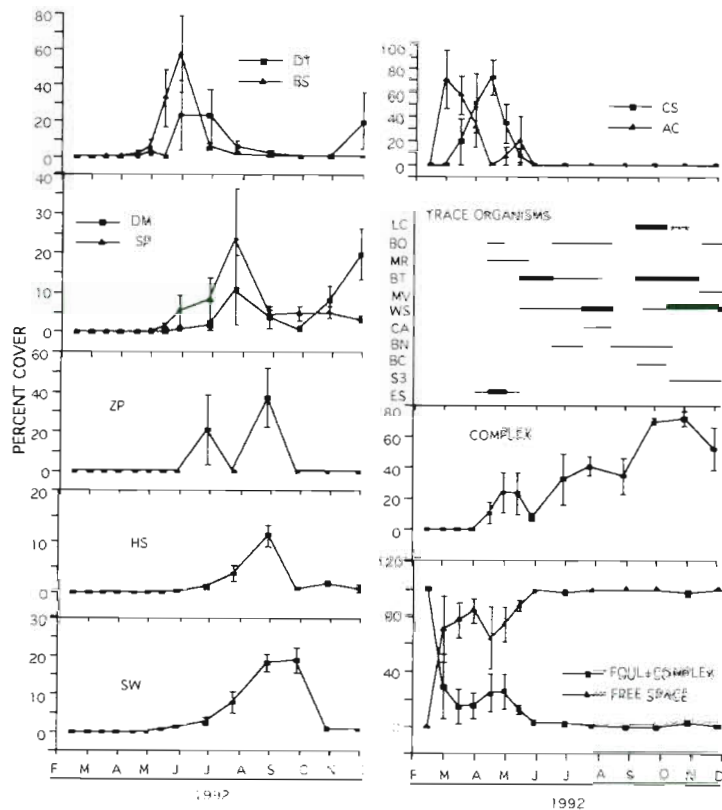 PERCENT COVER
80
60
40
20
0
DT
BS
40
30
20
10
0
DM
SP
60
40
20
0
ZP
20
10
0
HS
30
20
10
0
SW
F M A M J J A S O N D
1992
100
80
60
40
20
0
CS
AC
TRACE ORGANISMS
LC
BO
MR
BT
MV
WS
CA
BN
BC
S3
ES
80
60
40
20
0
COMPLEX
120
80
40
0
FOUL+COMPLEX
FREE SPACE
F M A M J J A S O N D
1992